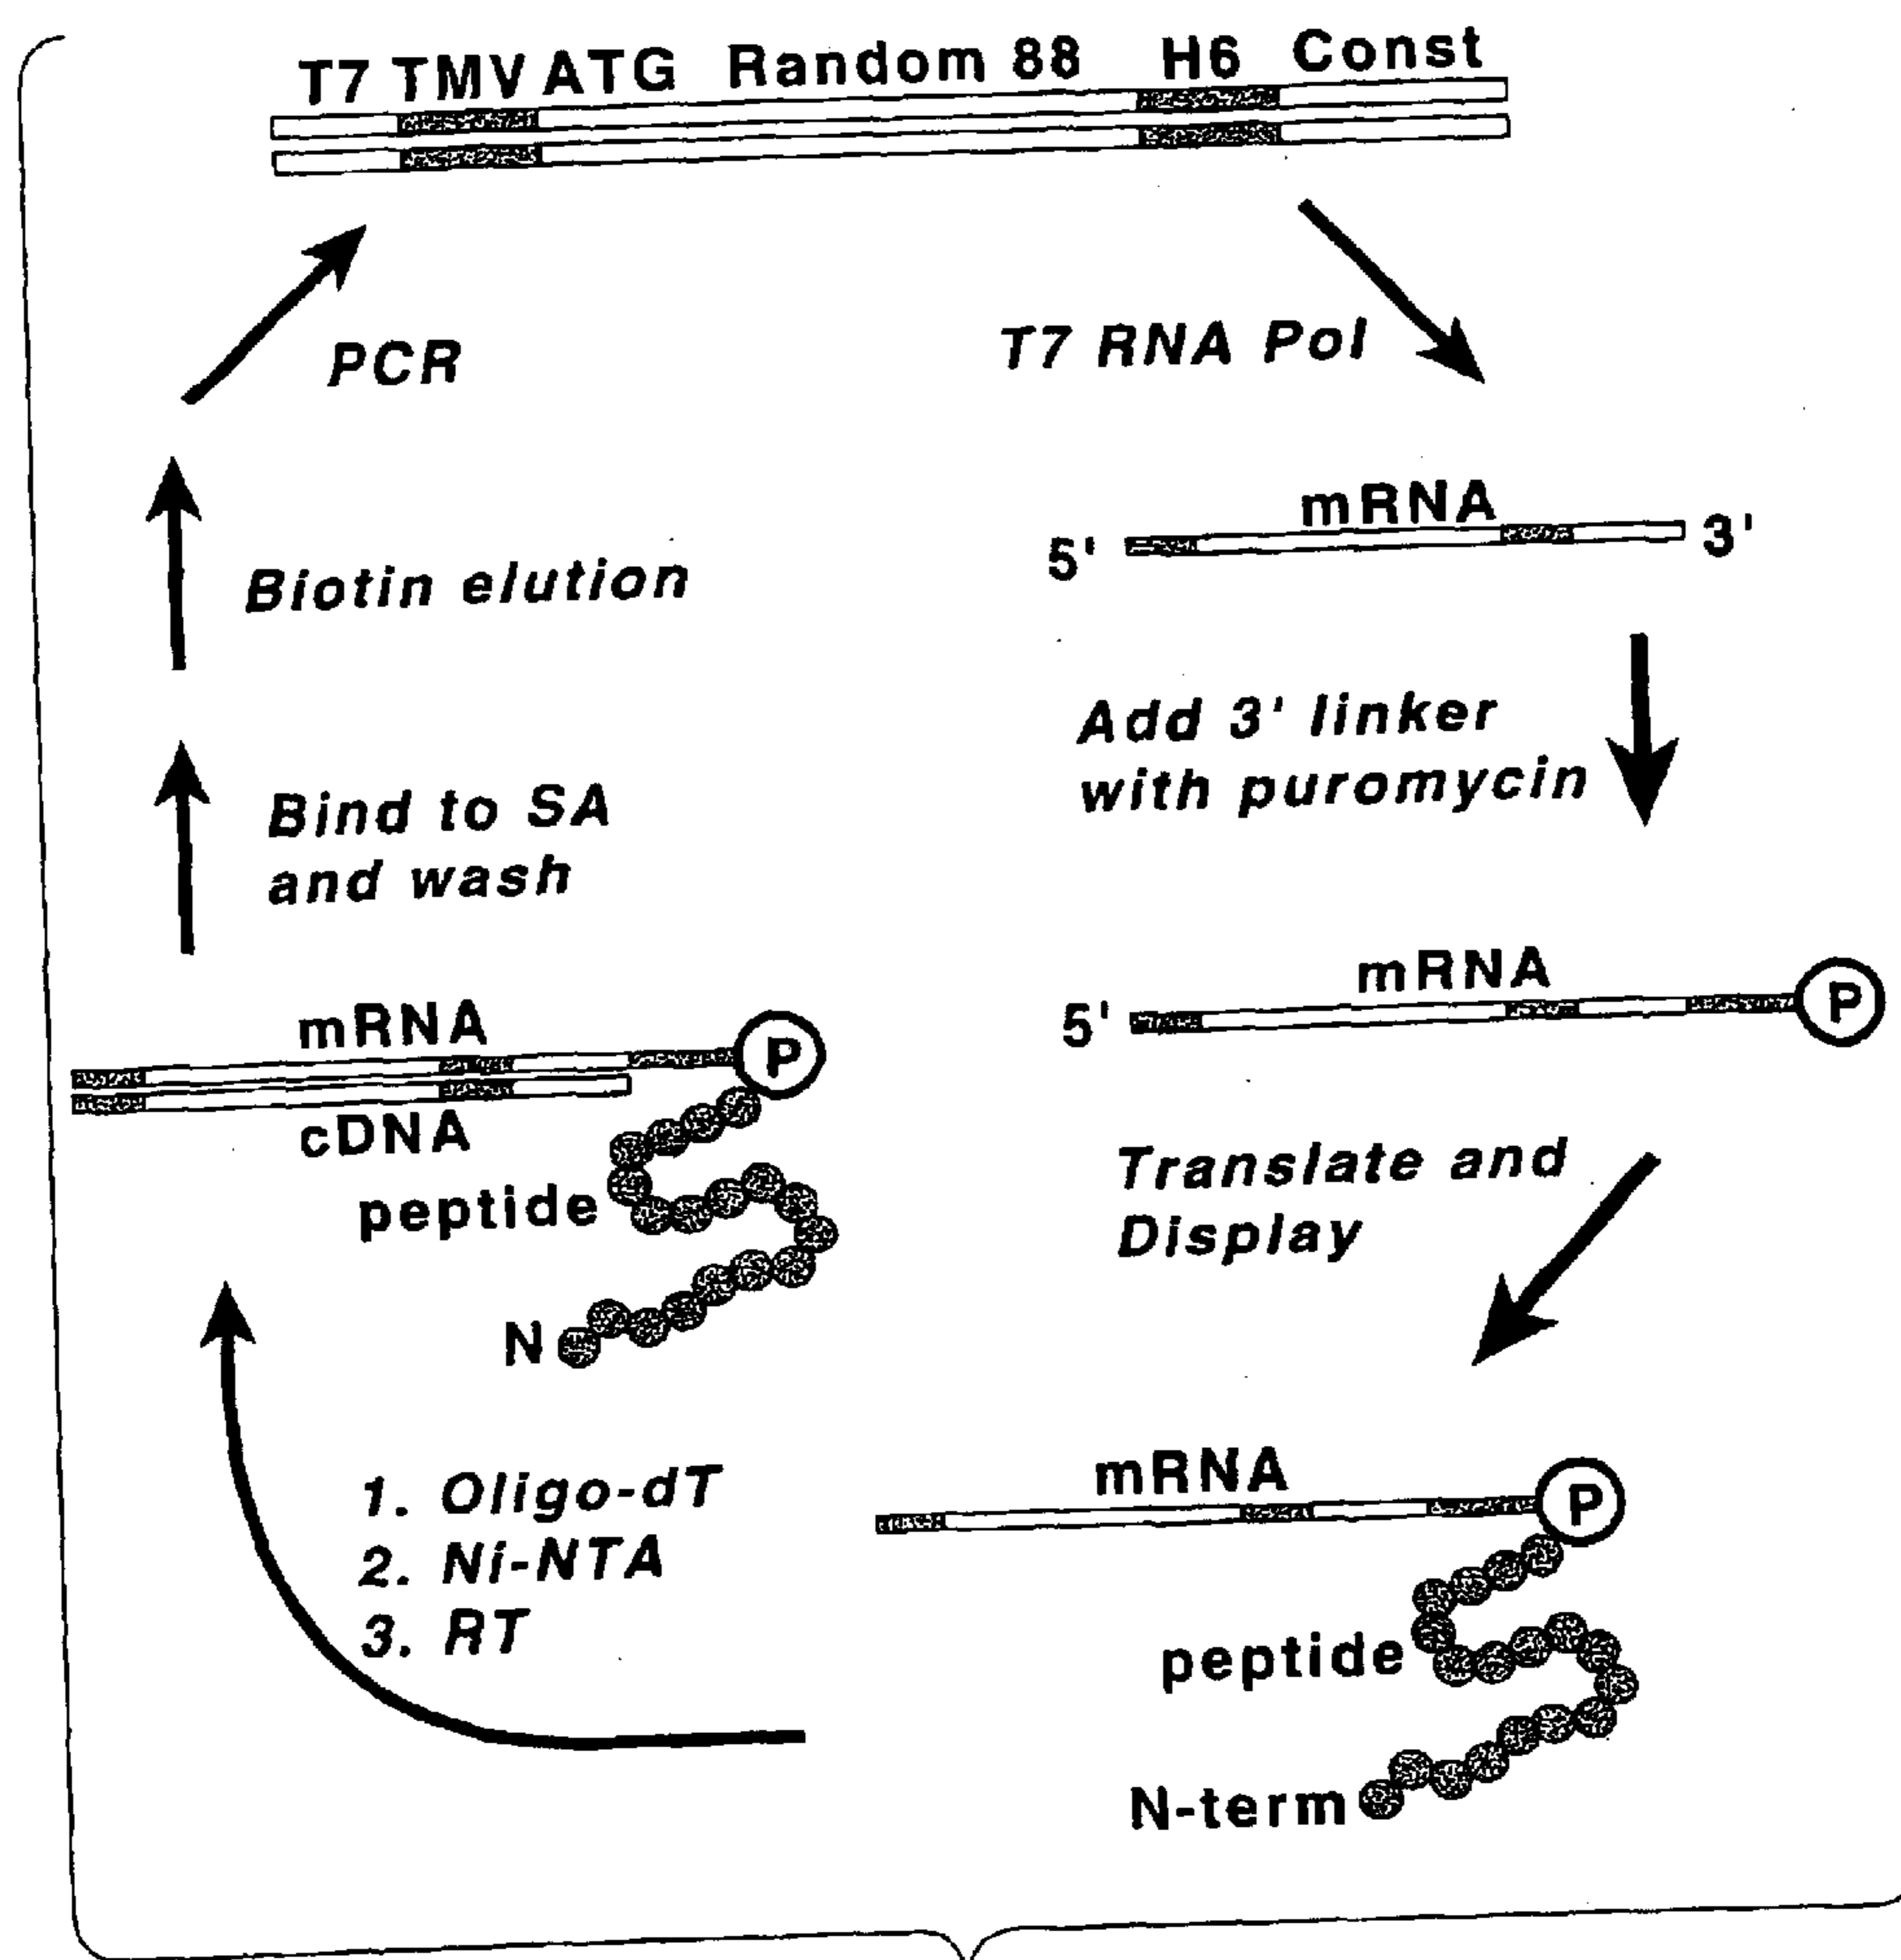 T7 TMV ATG Random 88 H6 Const
PCR
T7 RNA Pol
mRNA
5' 3'
Biotin elution
Add 3' linker
with puromycin
Bind to SA
and wash
mRNA
5' P
mRNA
P
cDNA
peptide
N
Translate and
Display
1. Oligo-dT
2. Ni-NTA
3. RT
mRNA
P
peptide
N-term